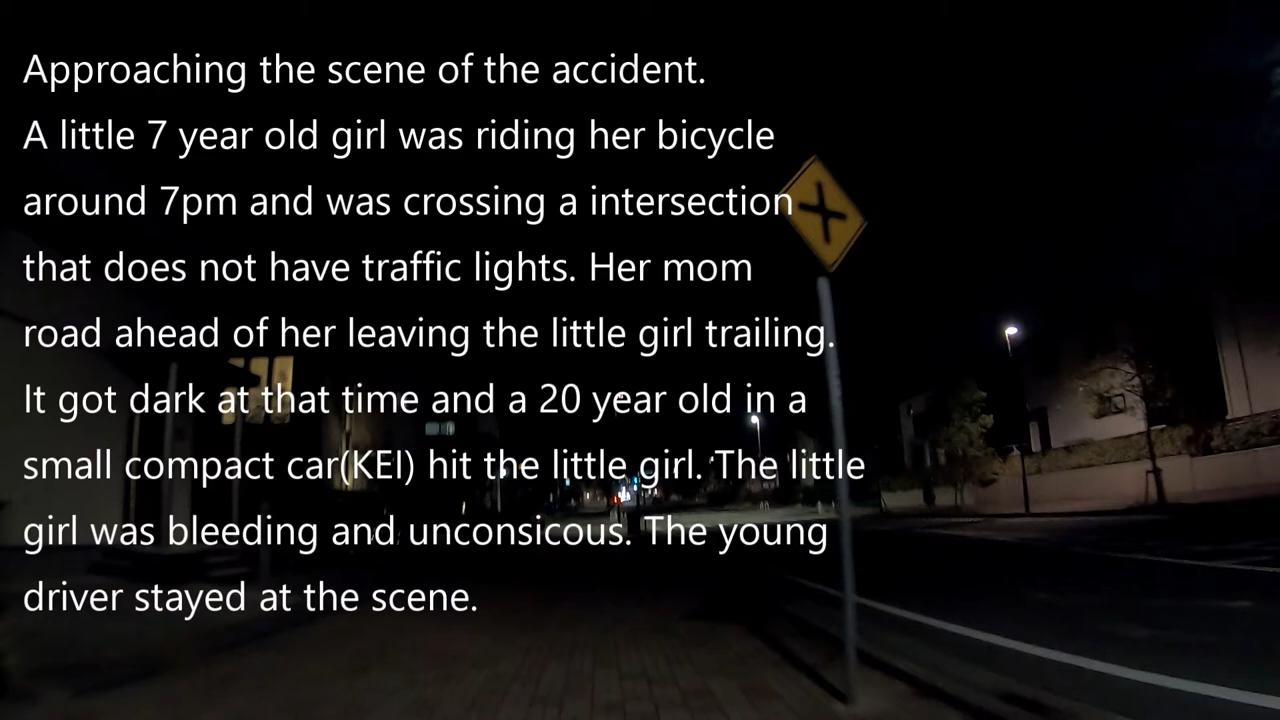 Approaching the scene of the accident.
A little 7 year old girl was riding her bicycle
around 7pm and was crossing a intersection
that does not have traffic lights. Her mom
road ahead of her leaving the little girl trailing.
It got dark at that time and a 20 year old in a
small compact car(KEI) hit the little girl. The little
girl was bleeding and unconsicous. The young
driver stayed at the scene.